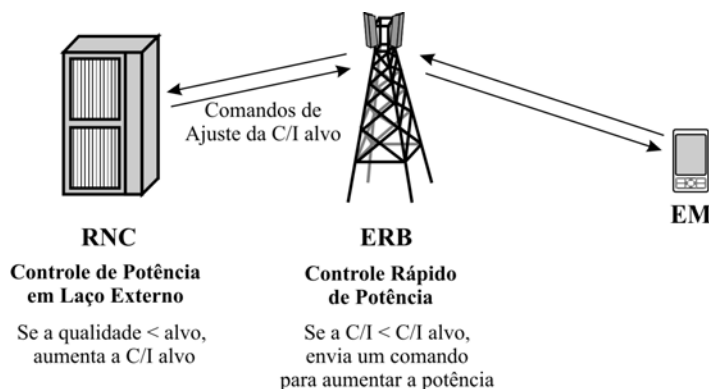 Comandos de
Ajuste da C/I alvo
RNC
Controle de Potência
em Laço Externo
Se a qualidade < alvo,
aumenta a C/I alvo
ERB
Controle Rápido
de Potência
Se a C/I < C/I alvo,
envia um comando
para aumentar a potência
EM